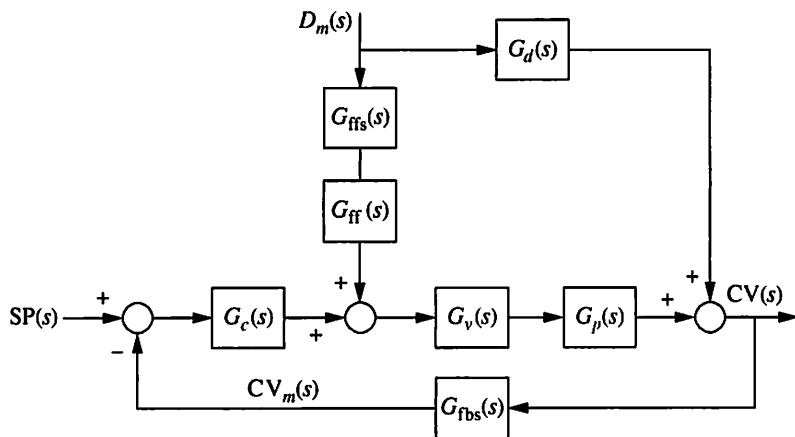 D_m(s)
G_d(s)
G_ffs(s)
G_ff(s)
+
+
SP(s)
+
G_c(s)
+
G_v(s)
G_p(s)
+
CV(s)
−
CV_m(s)
G_fbs(s)